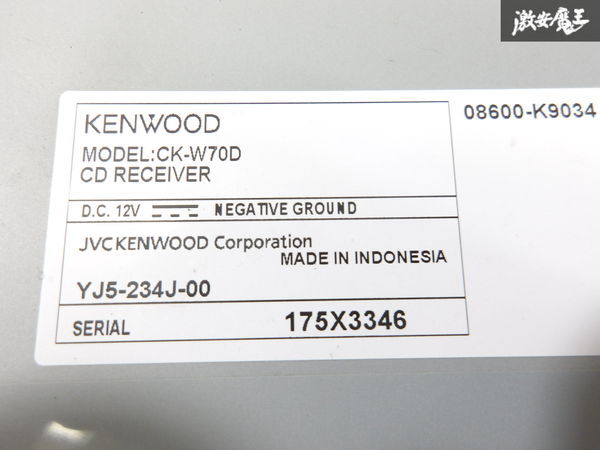 激安魔王
KENWOOD
08600-K9034
MODEL:CK-W70D
CD RECEIVER
D.C. 12V NEGATIVE GROUND
JVCKENWOOD Corporation
MADE IN INDONESIA
YJ5-234J-00
SERIAL 175X3346